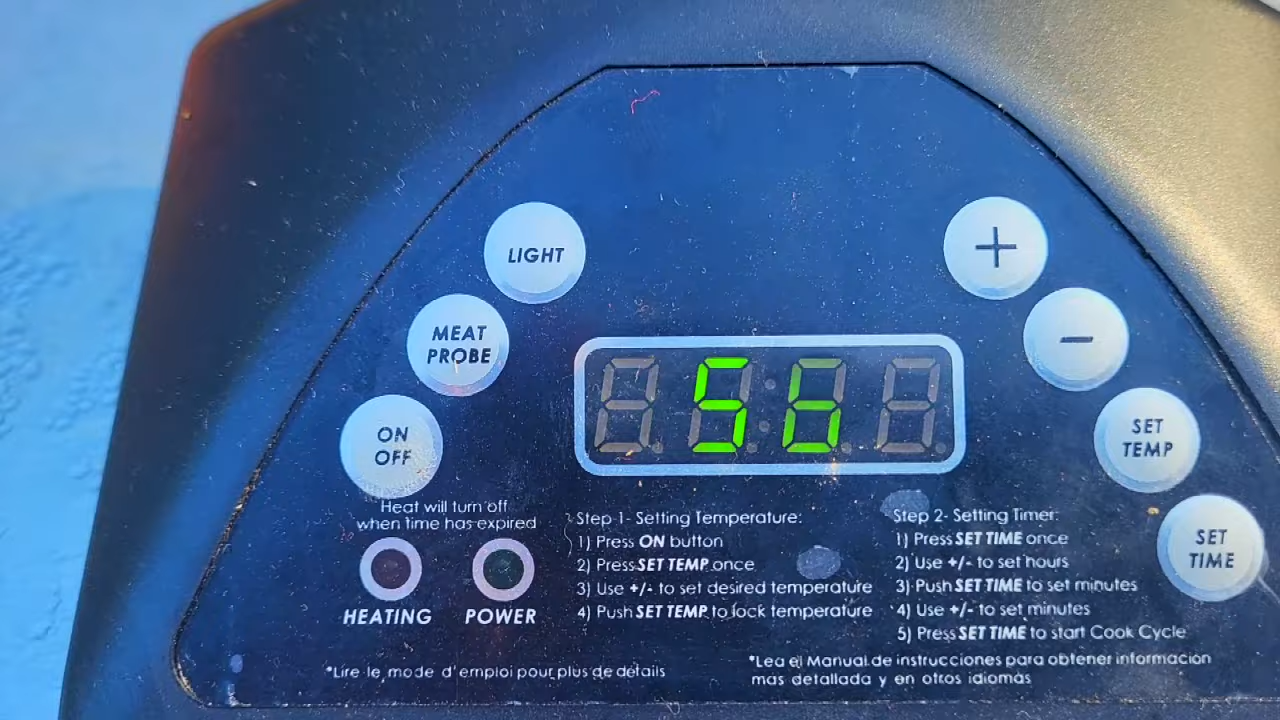 LIGHT
+
MEAT
PROBE
-
56
ON
OFF
SET
TEMP
Heat will turn off
when time has expired
HEATING
POWER
Step 1- Setting Temperature:
1) Press ON button
2) Press SET TEMP once
3) Use +/- to set desired temperature
4) Push SET TEMP to lock temperature
Step 2- Setting Timer:
1) Press SET TIME once
2) Use +/- to set hours
3) Push SET TIME to set minutes
4) Use +/- to set minutes
5) Press SET TIME to start Cook Cycle
SET
TIME
*Lire le mode d'emploi pour plus de détails
*Lea el Manual de instrucciones para obtener información
mas detallada y en otros idiomas